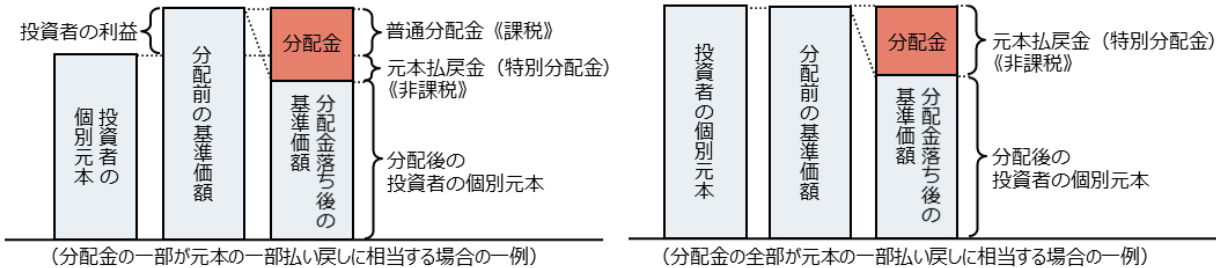 投資者の利益
投資者の
個別元本
分配前の基準価額
分配金
分配金落ち後の
基準価額
普通分配金《課税》
元本払戻金（特別分配金）
《非課税》
分配後の
投資者の個別元本
（分配金の一部が元本の一部払い戻しに相当する場合の一例）
投資者の個別元本
分配前の基準価額
分配金
分配金落ち後の
基準価額
元本払戻金（特別分配金）
《非課税》
分配後の
投資者の個別元本
（分配金の全部が元本の一部払い戻しに相当する場合の一例）